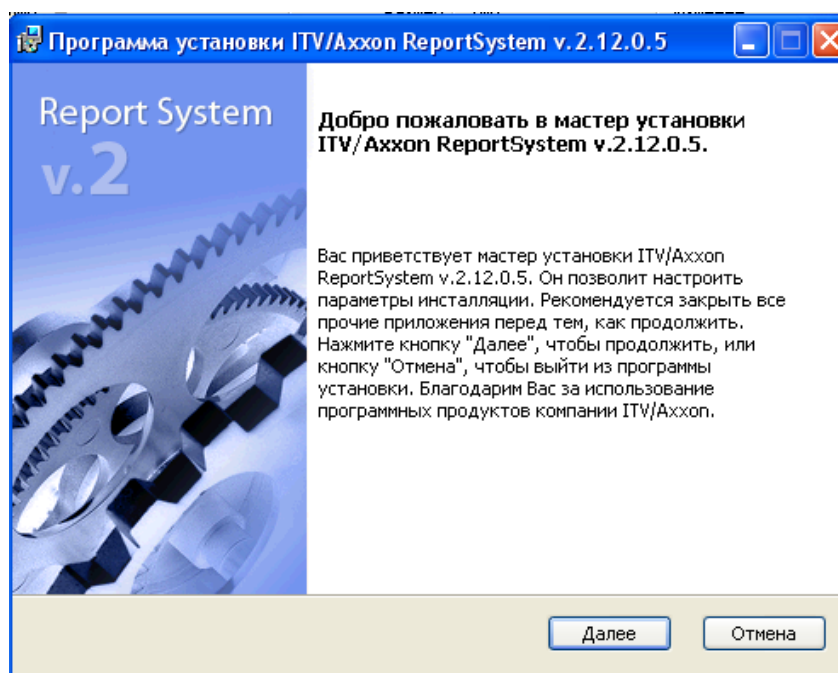 Программа установки ITV/Axxon ReportSystem v.2.12.0.5
Report System
v.2
Добро пожаловать в мастер установки
ITV/Axxon ReportSystem v.2.12.0.5.
Вас приветствует мастер установки ITV/Axxon
ReportSystem v.2.12.0.5. Он позволит настроить
параметры инсталляции. Рекомендуется закрыть все
прочие приложения перед тем, как продолжить.
Нажмите кнопку "Далее", чтобы продолжить, или
кнопку "Отмена", чтобы выйти из программы
установки. Благодарим Вас за использование
программных продуктов компании ITV/Axxon.
Далее
Отмена